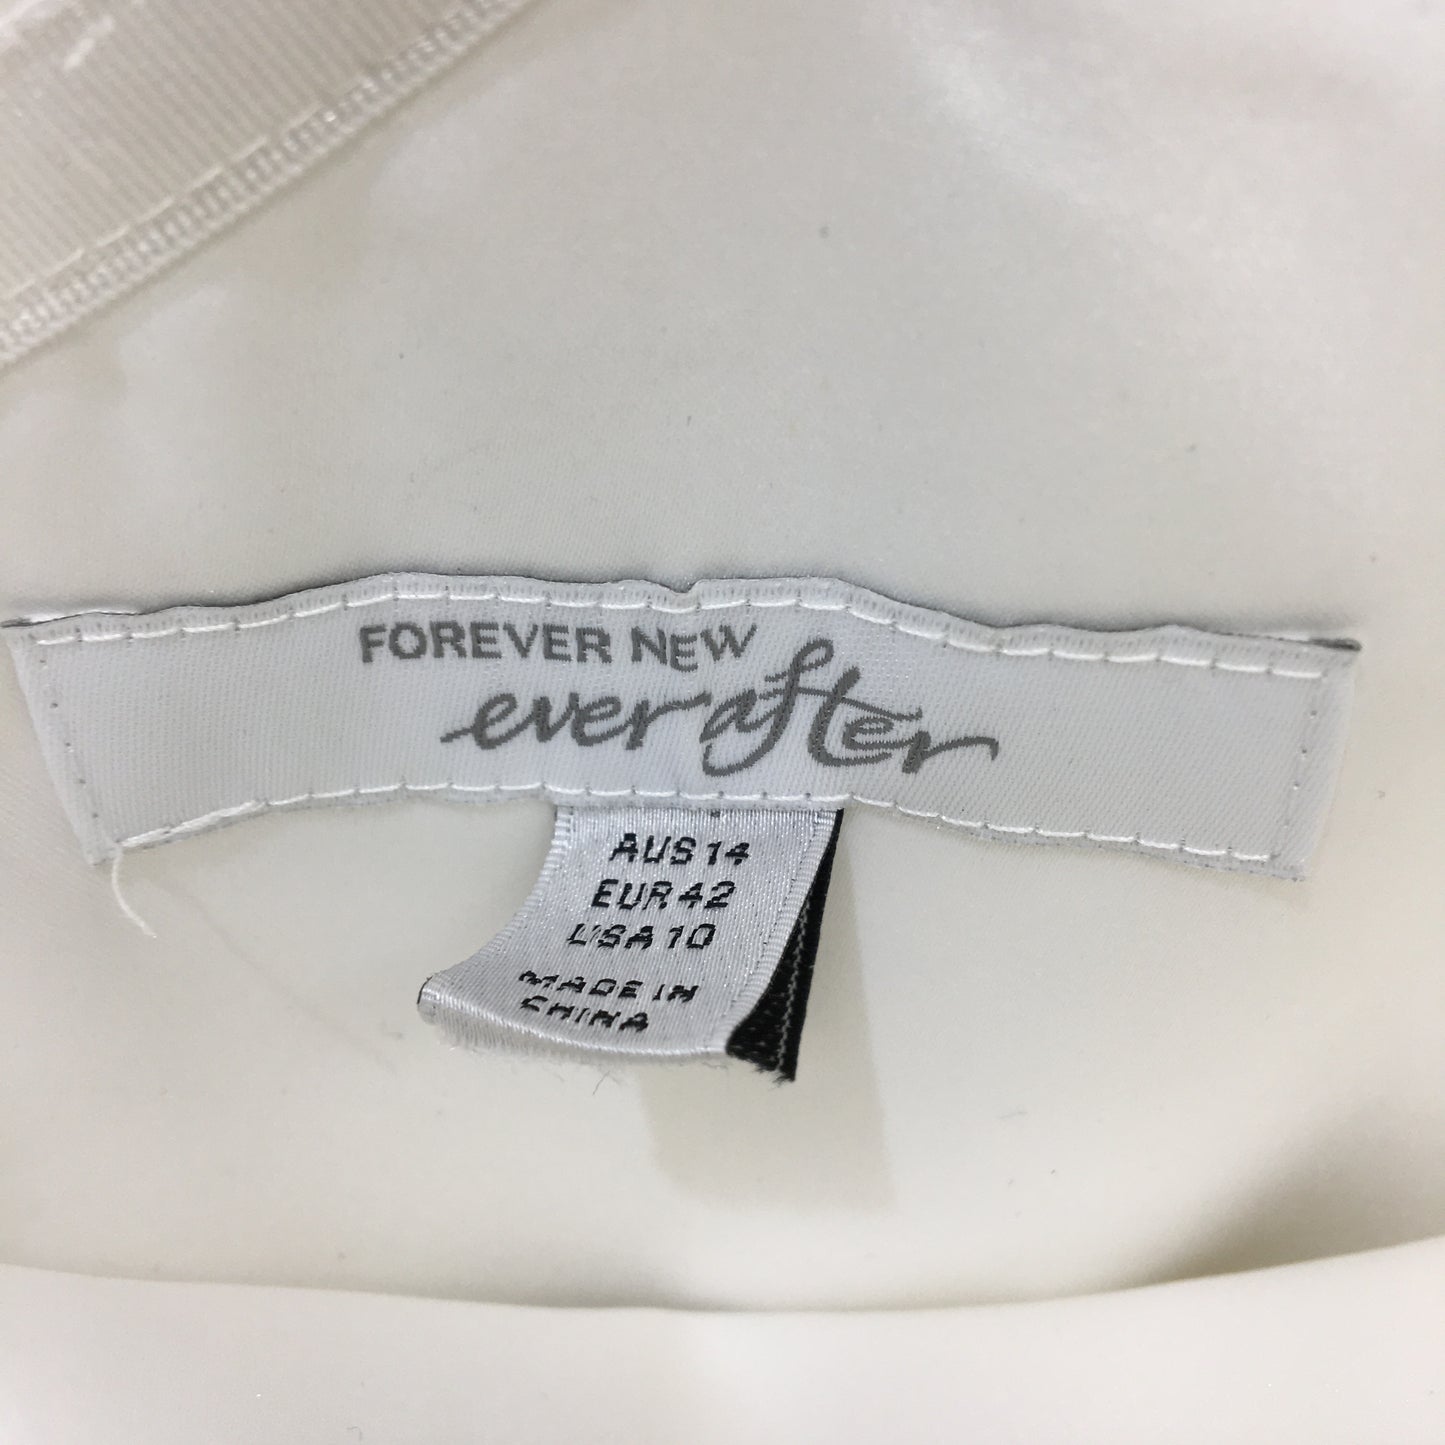 FOREVER NEW
ever after
AUS 14
EUR 42
USA 10
MADE IN
CHINA